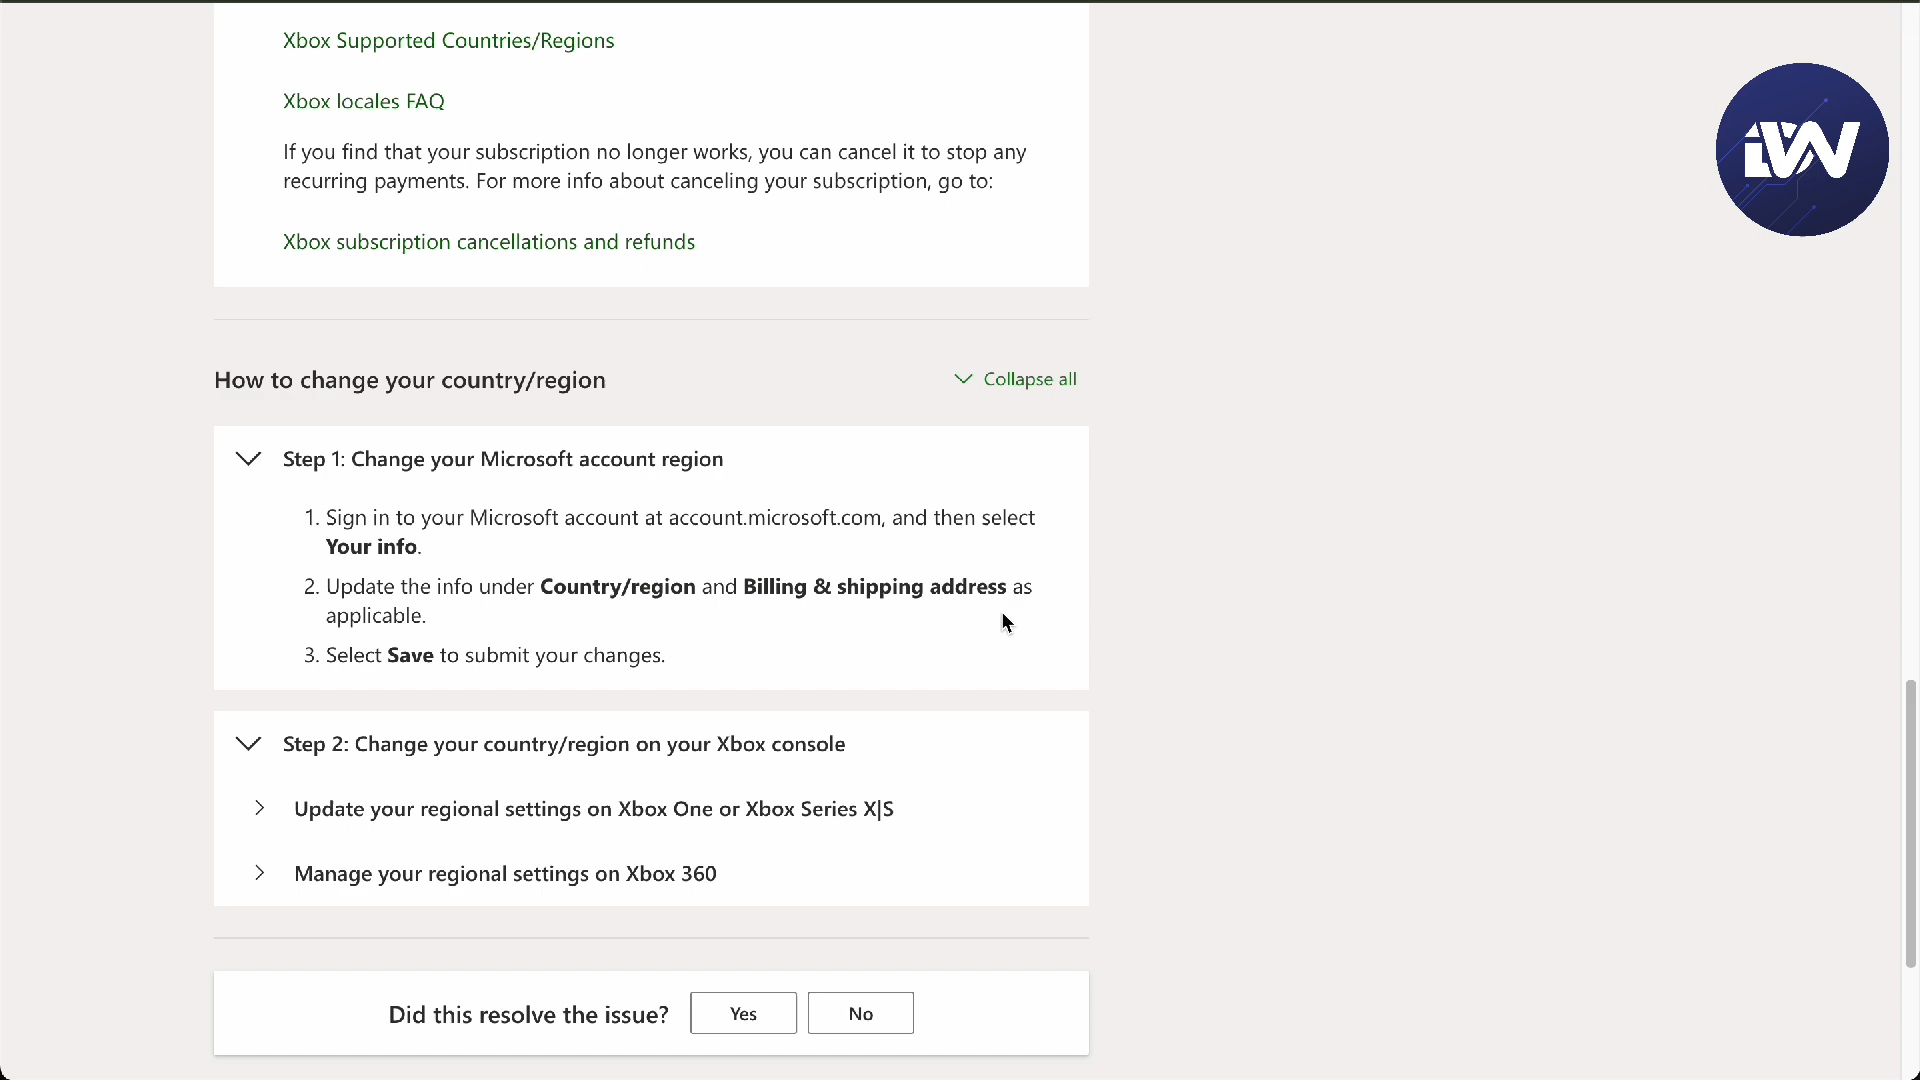 Xbox Supported Countries/Regions
Xbox locales FAQ
If you find that your subscription no longer works, you can cancel it to stop any
recurring payments. For more info about canceling your subscription, go to:
Xbox subscription cancellations and refunds
How to change your country/region
Collapse all
Step 1: Change your Microsoft account region
1. Sign in to your Microsoft account at account.microsoft.com, and then select
Your info.
2. Update the info under Country/region and Billing & shipping address as
applicable.
3. Select Save to submit your changes.
Step 2: Change your country/region on your Xbox console
Update your regional settings on Xbox One or Xbox Series X|S
Manage your regional settings on Xbox 360
Did this resolve the issue?
Yes
No